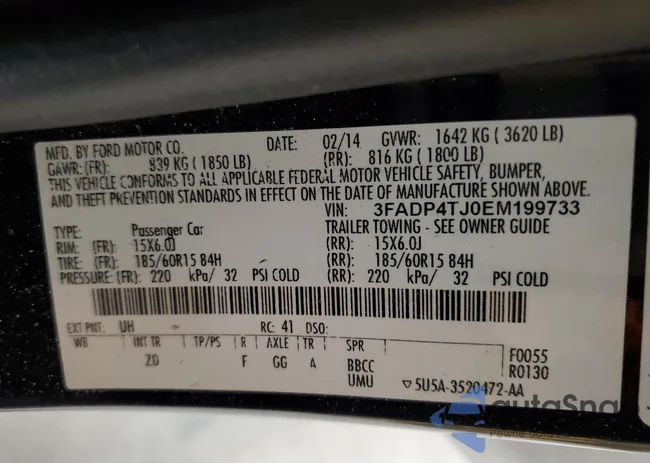 MFD. BY FORD MOTOR CO. DATE: 02/14 GVWR: 1642 KG ( 3620 LB)
GAWR: (FR): 839 KG ( 1850 LB) (RR): 816 KG ( 1800 LB)
THIS VEHICLE CONFORMS TO ALL APPLICABLE FEDERAL MOTOR VEHICLE SAFETY, BUMPER,
AND THEFT PREVENTION STANDARDS IN EFFECT ON THE DATE OF MANUFACTURE SHOWN ABOVE.
VIN: 3FADP4TJ0EM199733
TYPE: Passenger Car TRAILER TOWING - SEE OWNER GUIDE
RIM: (FR): 15X6.0J (RR): 15X6.0J
TIRE: (FR): 185/60R15 84H (RR): 185/60R15 84H
PRESSURE: (FR): 220 kPa/ 32 PSI COLD (RR): 220 kPa/ 32 PSI COLD
EXT PNT: UH RC: 41 DSO:
WB INT TR TP/PS R AXLE TR SPR F0055
ZO F GG A BBCC R0130
UMU ▽5U5A-3520472-AA
autoSna